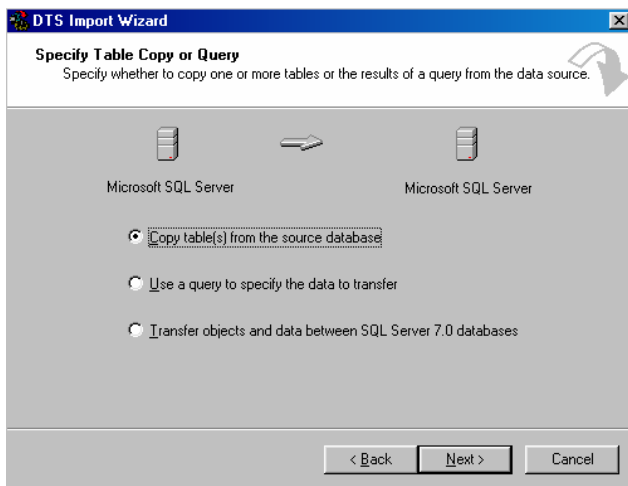 DTS Import Wizard
Specify Table Copy or Query
Specify whether to copy one or more tables or the results of a query from the data source.
Microsoft SQL Server
Microsoft SQL Server
Copy table(s) from the source database
Use a query to specify the data to transfer
Transfer objects and data between SQL Server 7.0 databases
< Back
Next >
Cancel